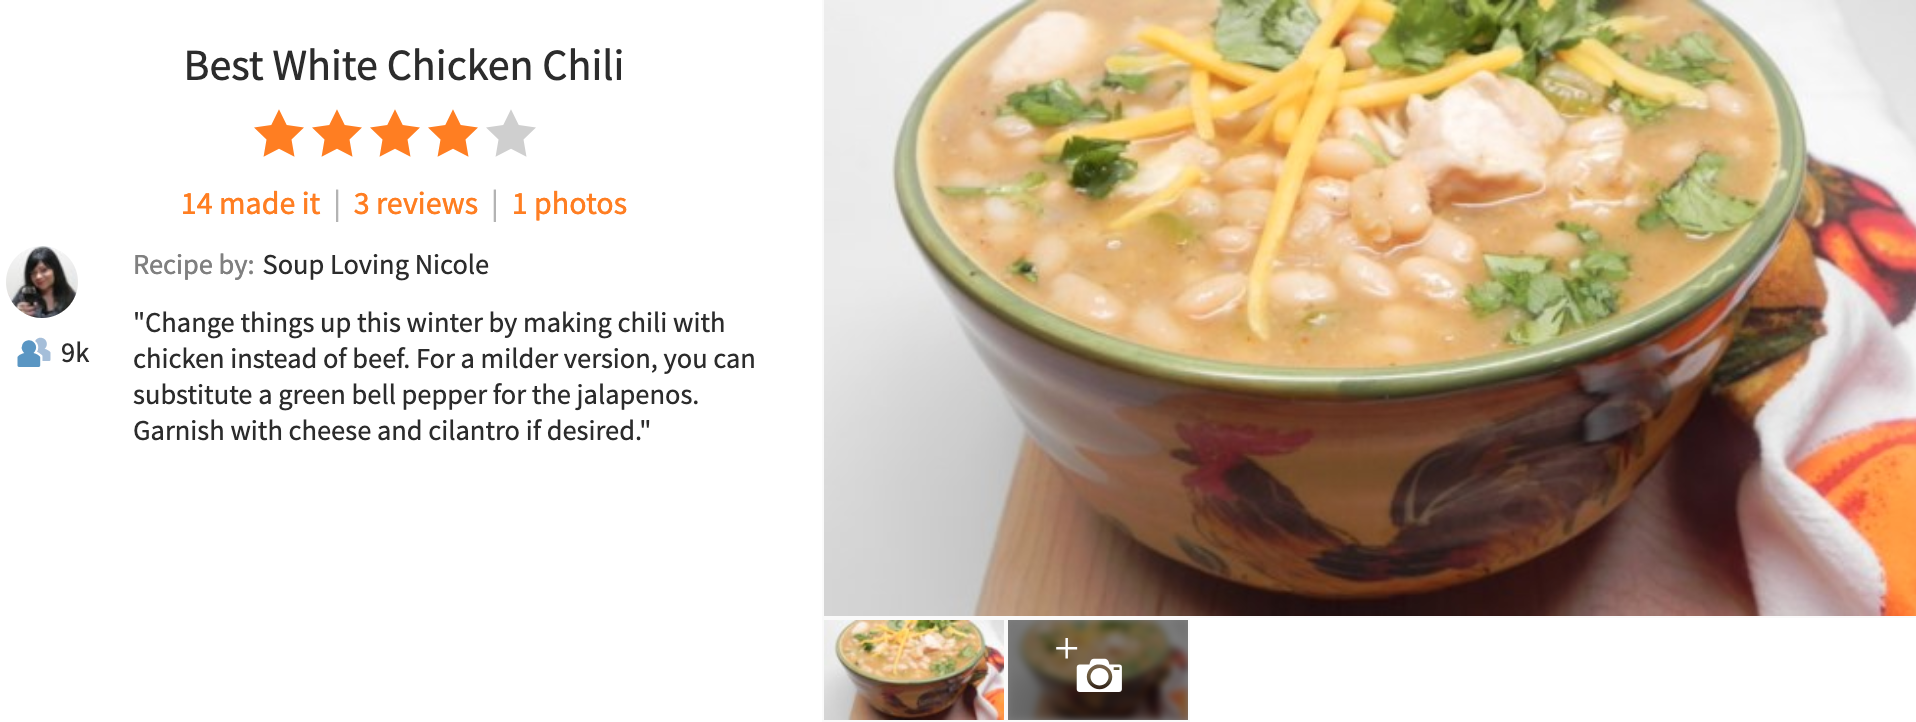 Best White Chicken Chili
14 made it | 3 reviews | 1 photos
Recipe by: Soup Loving Nicole
9k
"Change things up this winter by making chili with
chicken instead of beef. For a milder version, you can
substitute a green bell pepper for the jalapenos.
Garnish with cheese and cilantro if desired."